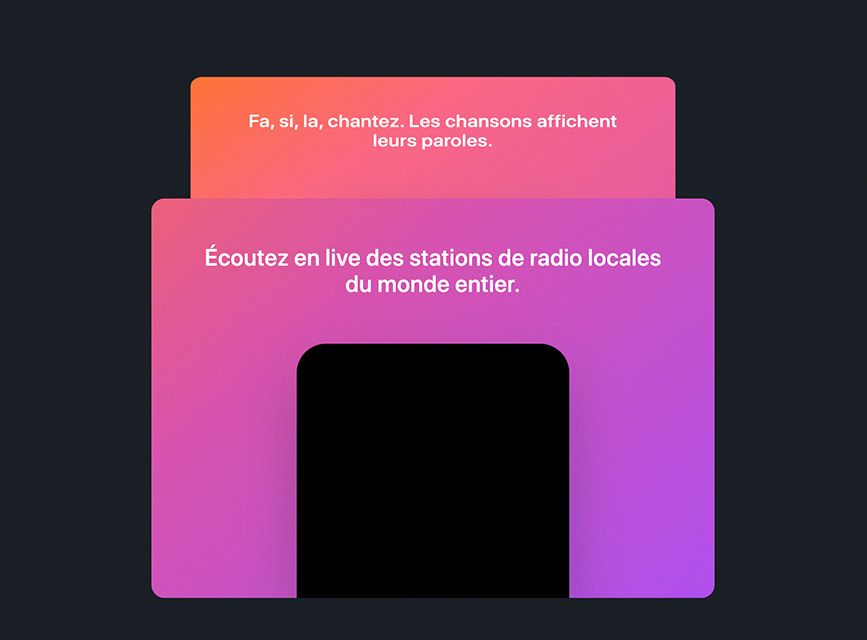 Fa, si, la, chantez. Les chansons affichent
leurs paroles.
Écoutez en live des stations de radio locales
du monde entier.